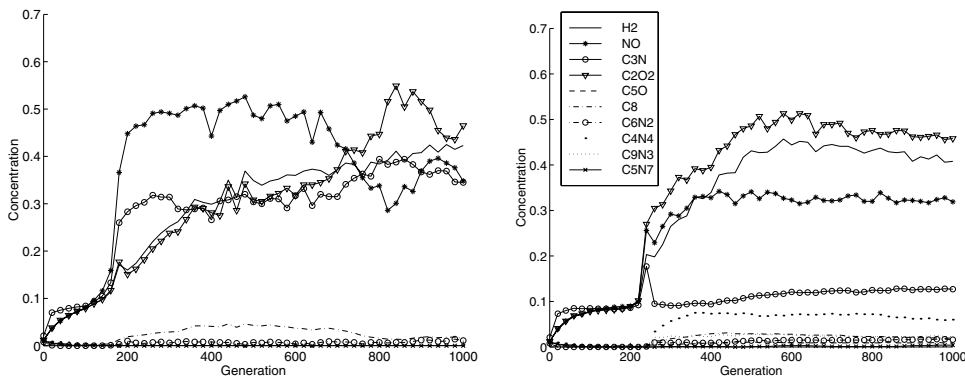 0.7
0.6
0.5
0.4
0.3
0.2
0.1
0
Concentration
0
200
400
600
800
1000
Generation
0.7
0.6
0.5
0.4
0.3
0.2
0.1
0
Concentration
0
200
400
600
800
1000
Generation
H2
NO
C3N
C2O2
C5O
C8
C6N2
C4N4
C9N3
C5N7